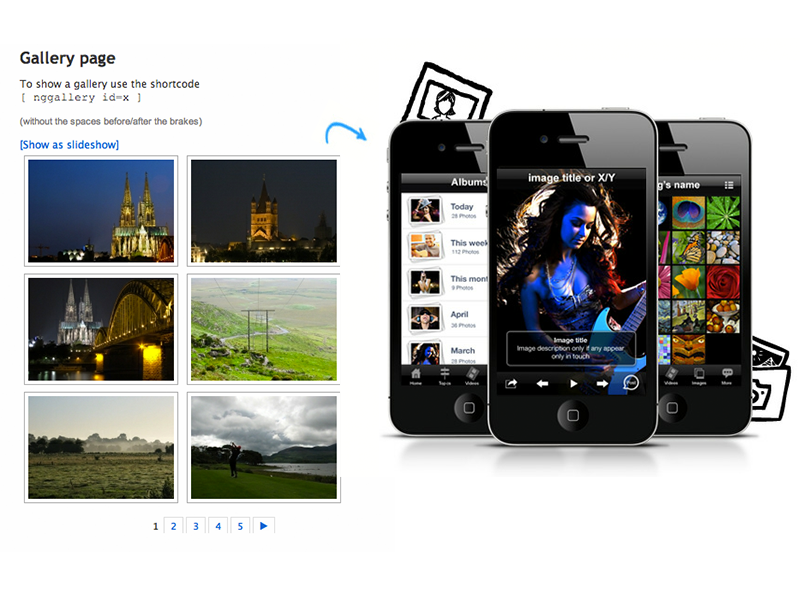 Gallery page
To show a gallery use the shortcode
[ nggallery id=x ]
(without the spaces before/after the brakes)
[Show as slideshow]
1 2 3 4 5
Albums
Today
28 Photos
This week
112 Photos
This mont
9 Photos
April
36 Photos
March
28 Photos
Home
Videos
image title or X/Y
Image title
Image description only if any appear
only in touch
Post
g's name
Videos
Images
More